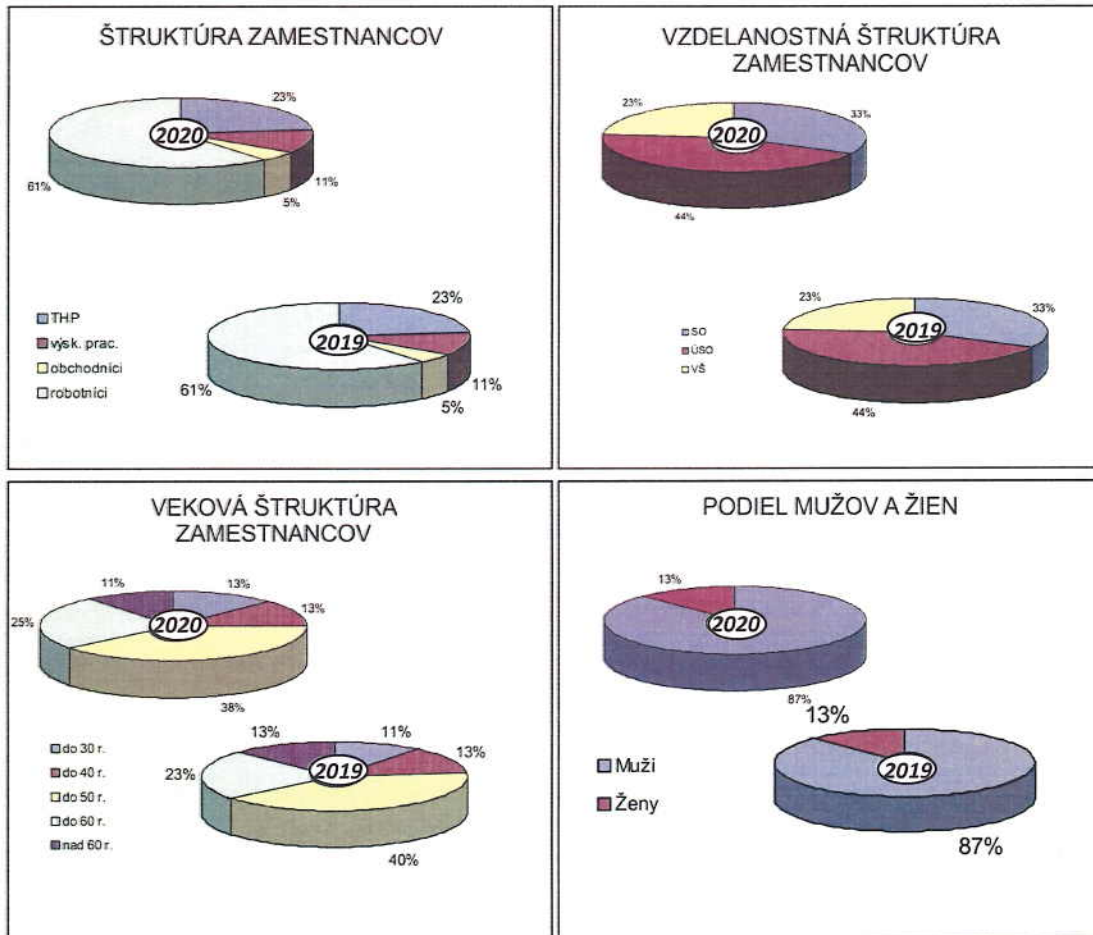 ŠTRUKTÚRA ZAMESTNANCOV
23%
2020
61%
11%
5%
23%
2019
61%
11%
5%
THP
výsk. prac.
obchodníci
robotníci
VZDELANOSTNÁ ŠTRUKTÚRA
ZAMESTNANCOV
23%
33%
2020
44%
23%
33%
2019
44%
SO
ÚSO
VŠ
VEKOVÁ ŠTRUKTÚRA
ZAMESTNANCOV
11%
13%
13%
2020
25%
38%
13%
11%
13%
2019
23%
40%
do 30 r.
do 40 r.
do 50 r.
do 60 r.
nad 60 r.
PODIEL MUŽOV A ŽIEN
13%
2020
87%
13%
2019
87%
Muži
Ženy